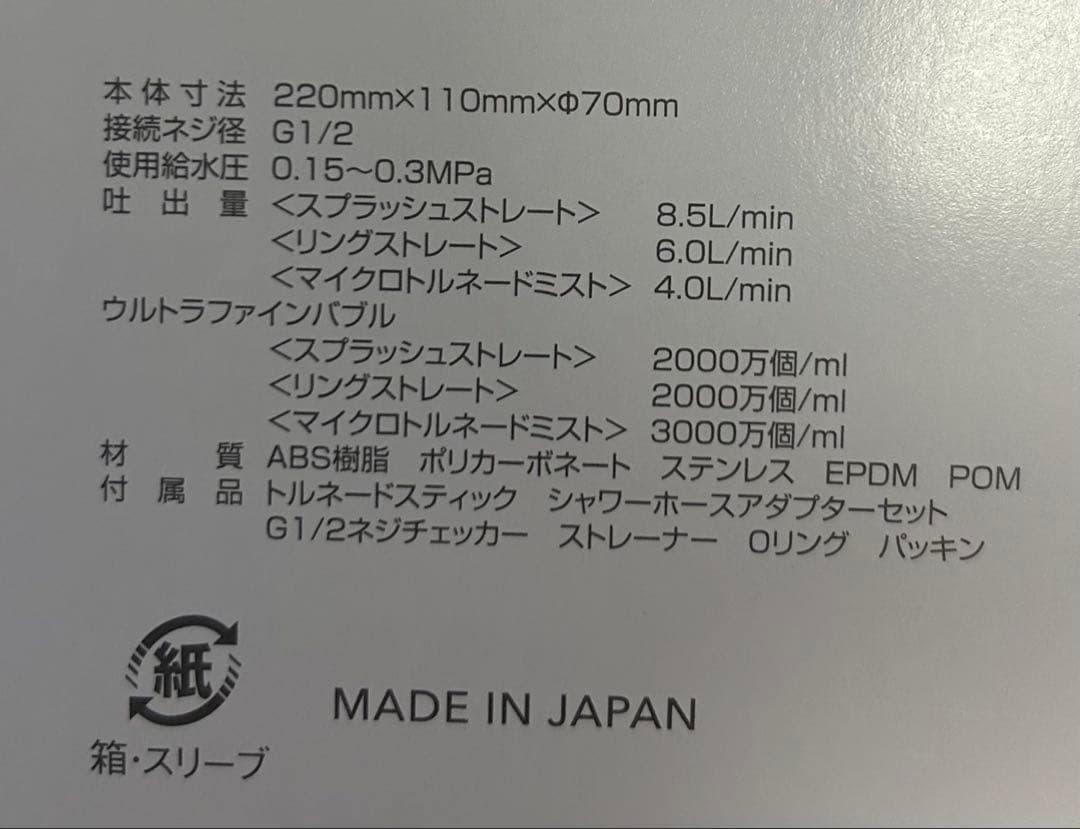 本体寸法 220mm×110mm×Φ70mm
接続ネジ径 G1/2
使用給水圧 0.15～0.3MPa
吐出量 <スプラッシュストレート> 8.5L/min
<リングストレート> 6.0L/min
<マイクロトルネードミスト> 4.0L/min
ウルトラファインバブル
<スプラッシュストレート> 2000万個/ml
<リングストレート> 2000万個/ml
<マイクロトルネードミスト> 3000万個/ml
材質 ABS樹脂 ポリカーボネート ステンレス EPDM POM
付属品 トルネードスティック シャワーホースアダプターセット
G1/2ネジチェッカー ストレーナー Oリング パッキン
紙
箱・スリーブ
MADE IN JAPAN